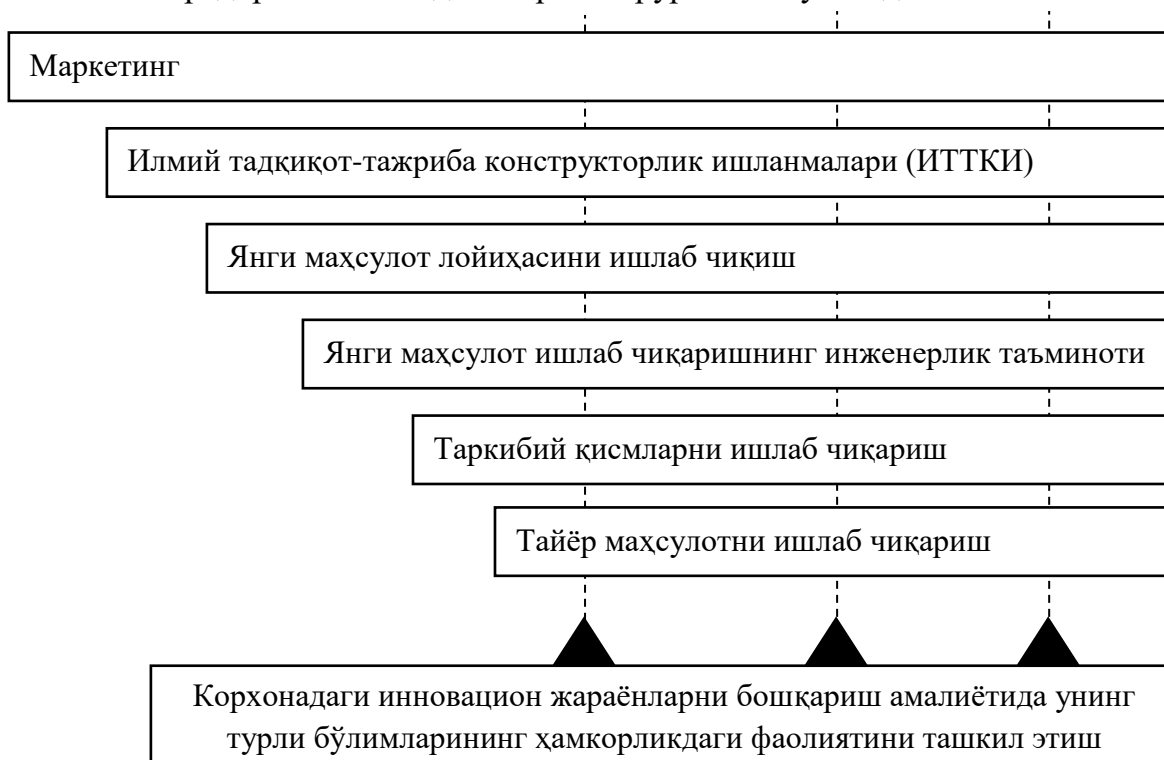 Маркетинг
Илмий тадқиқот-тажриба конструкторлик ишланмалари (ИТТКИ)
Янги маҳсулот лойиҳасини ишлаб чиқиш
Янги маҳсулот ишлаб чиқаришнинг инженерлик таъминоти
Таркибий қисмларни ишлаб чиқариш
Тайёр маҳсулотни ишлаб чиқариш
Корхонадаги инновацион жараёнларни бошқариш амалиётида унинг
турли бўлимларининг ҳамкорликдаги фаолиятини ташкил этиш